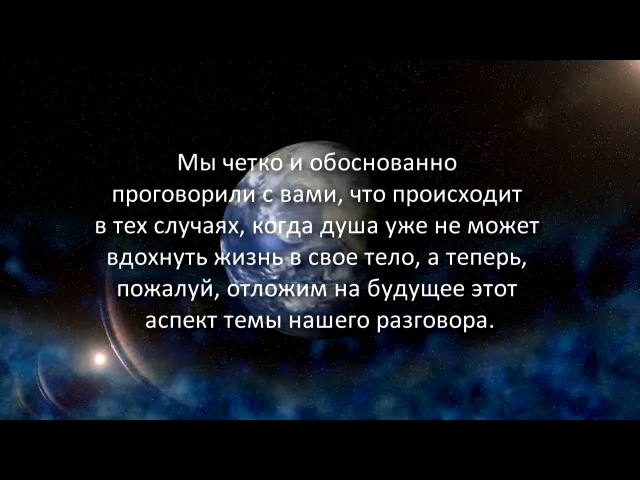 Мы четко и обоснованно
проговорили с вами, что происходит
в тех случаях, когда душа уже не может
вдохнуть жизнь в свое тело, а теперь,
пожалуй, отложим на будущее этот
аспект темы нашего разговора.